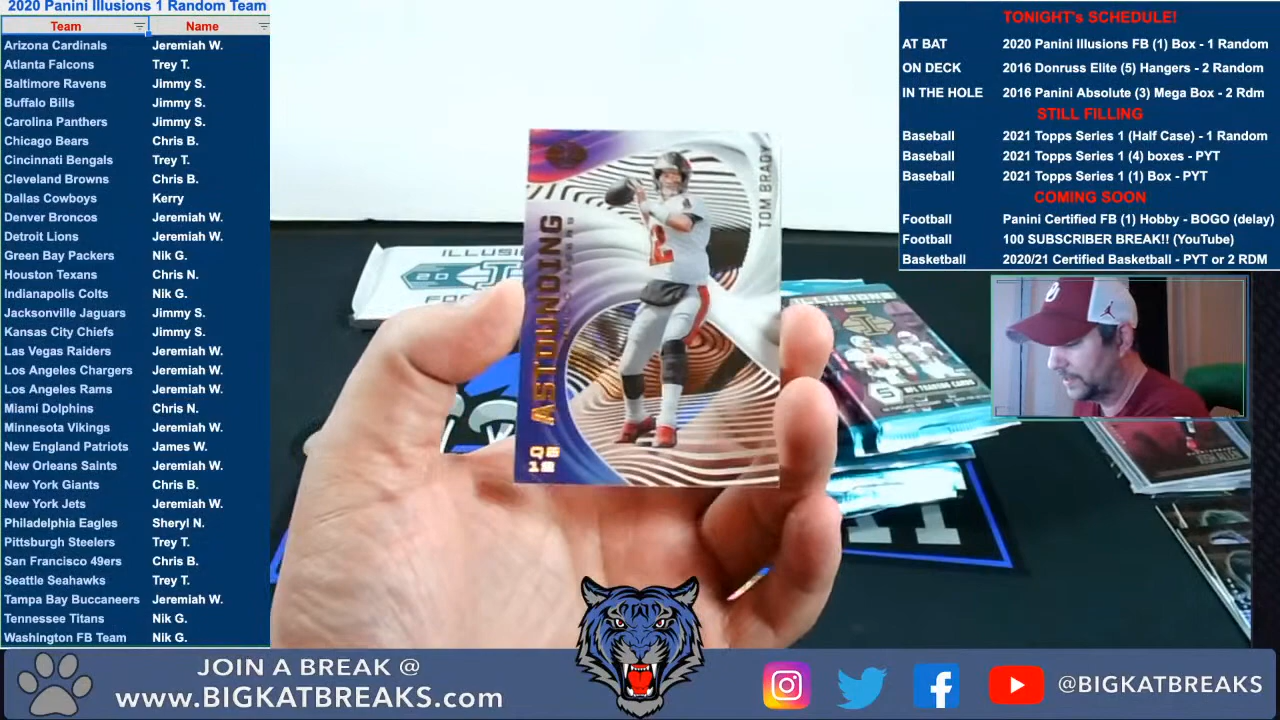 2020 Panini Illusions 1 Random Team
Team Name
Arizona Cardinals Jeremiah W.
Atlanta Falcons Trey T.
Baltimore Ravens Jimmy S.
Buffalo Bills Jimmy S.
Carolina Panthers Jimmy S.
Chicago Bears Chris B.
Cincinnati Bengals Trey T.
Cleveland Browns Chris B.
Dallas Cowboys Kerry
Denver Broncos Jeremiah W.
Detroit Lions Jeremiah W.
Green Bay Packers Nik G.
Houston Texans Chris N.
Indianapolis Colts Nik G.
Jacksonville Jaguars Jimmy S.
Kansas City Chiefs Jimmy S.
Las Vegas Raiders Jeremiah W.
Los Angeles Chargers Jeremiah W.
Los Angeles Rams Jeremiah W.
Miami Dolphins Chris N.
Minnesota Vikings Jeremiah W.
New England Patriots James W.
New Orleans Saints Jeremiah W.
New York Giants Chris B.
New York Jets Jeremiah W.
Philadelphia Eagles Sheryl N.
Pittsburgh Steelers Trey T.
San Francisco 49ers Chris B.
Seattle Seahawks Trey T.
Tampa Bay Buccaneers Jeremiah W.
Tennessee Titans Nik G.
Washington FB Team Nik G.
TONIGHT's SCHEDULE!
AT BAT 2020 Panini Illusions FB (1) Box - 1 Random
ON DECK 2016 Donruss Elite (5) Hangers - 2 Random
IN THE HOLE 2016 Panini Absolute (3) Mega Box - 2 Rdm
STILL FILLING
Baseball 2021 Topps Series 1 (Half Case) - 1 Random
Baseball 2021 Topps Series 1 (4) boxes - PYT
Baseball 2021 Topps Series 1 (1) Box - PYT
COMING SOON
Football Panini Certified FB (1) Hobby - BOGO (delay)
Football 100 SUBSCRIBER BREAK!! (YouTube)
Basketball 2020/21 Certified Basketball - PYT or 2 RDM
TOM BRADY
ASTOUNDING
QB
12
ILLUSIONS
5 NFL TRADING CARDS
JOIN A BREAK @
www.BIGKATBREAKS.com
@BIGKATBREAKS